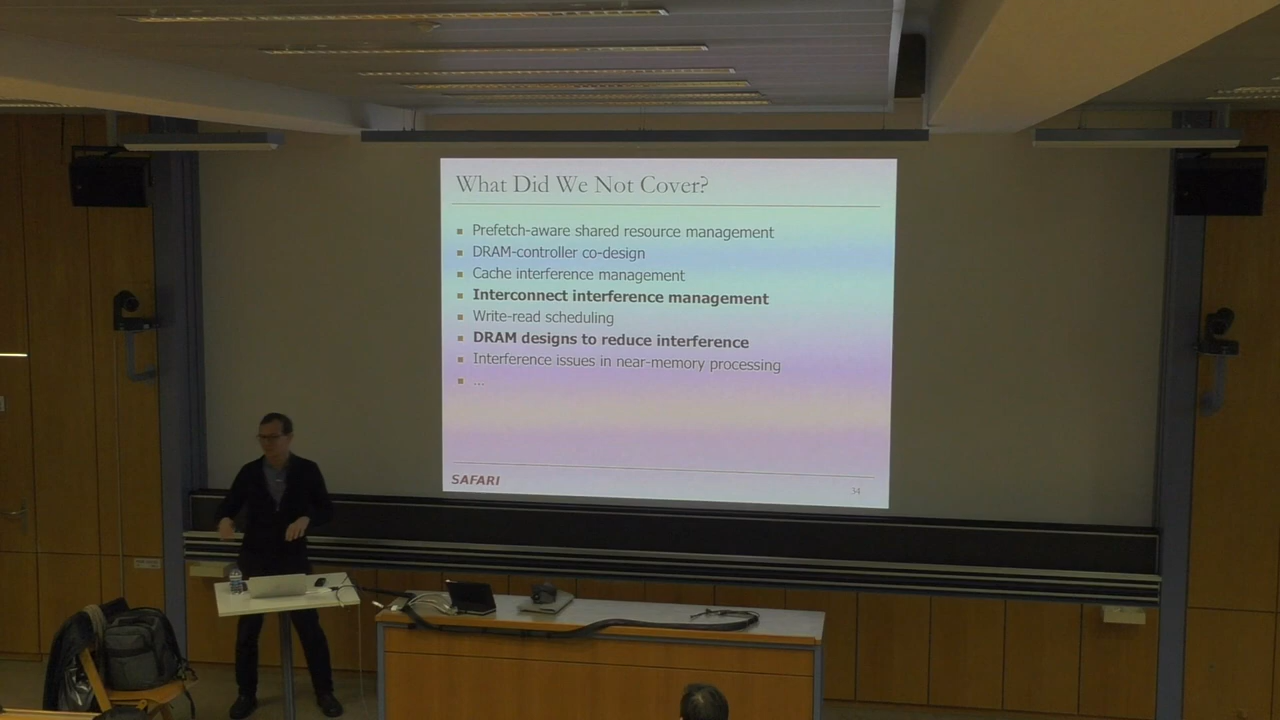 What Did We Not Cover?
Prefetch-aware shared resource management
DRAM-controller co-design
Cache interference management
Interconnect interference management
Write-read scheduling
DRAM designs to reduce interference
Interference issues in near-memory processing
...
SAFARI
54